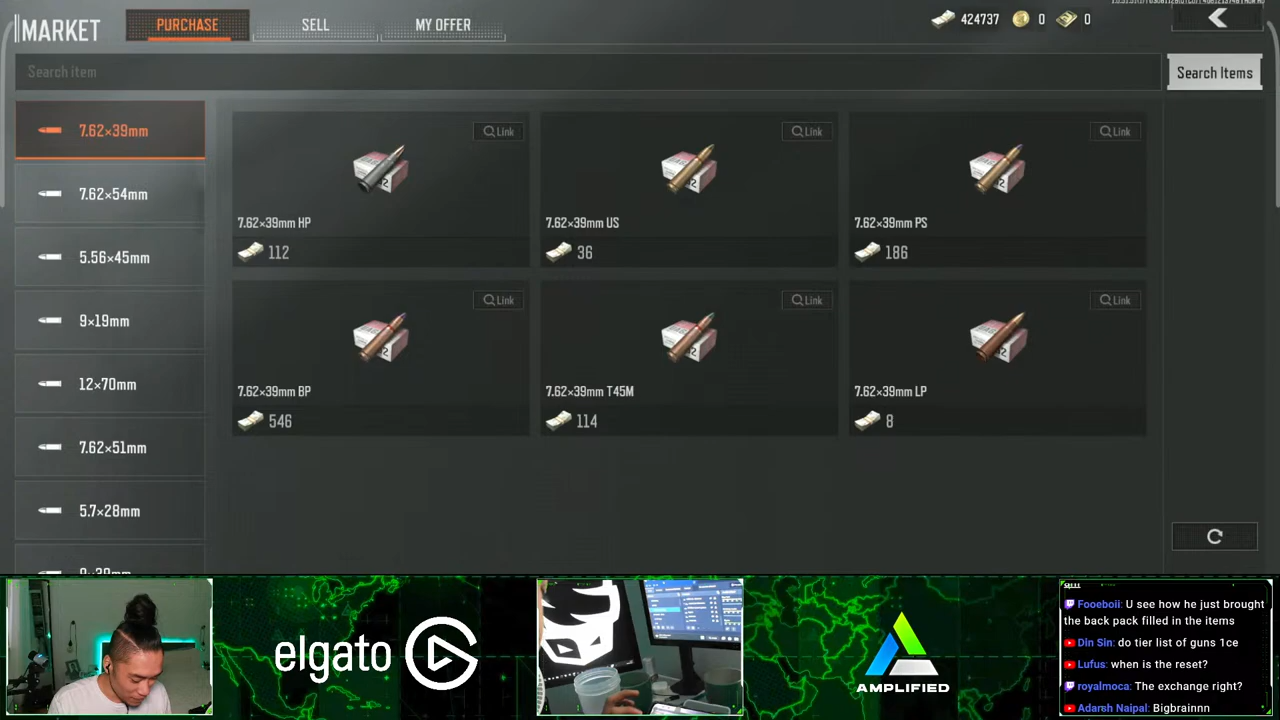 MARKET
PURCHASE
SELL
MY OFFER
424737
0
0
Search item
Search Items
7.62×39mm
7.62×54mm
5.56×45mm
9×19mm
12×70mm
7.62×51mm
5.7×28mm
Link
7.62×39mm HP
112
Link
7.62×39mm US
36
Link
7.62×39mm PS
186
Link
7.62×39mm BP
546
Link
7.62×39mm T45M
114
Link
7.62×39mm LP
8
elgato
AMPLIFIED
Fooeboii: U see how he just brought
the back pack filled in the items
Dln Sin: do tier list of guns 1ce
Lufus: when is the reset?
royalmoca: The exchange right?
Adarsh Naipal: Bigbrainnn